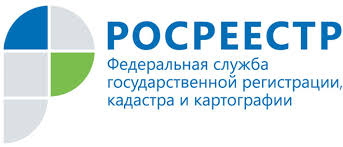 РОСРЕЕСТР
Федеральная служба
государственной регистрации,
кадастра и картографии